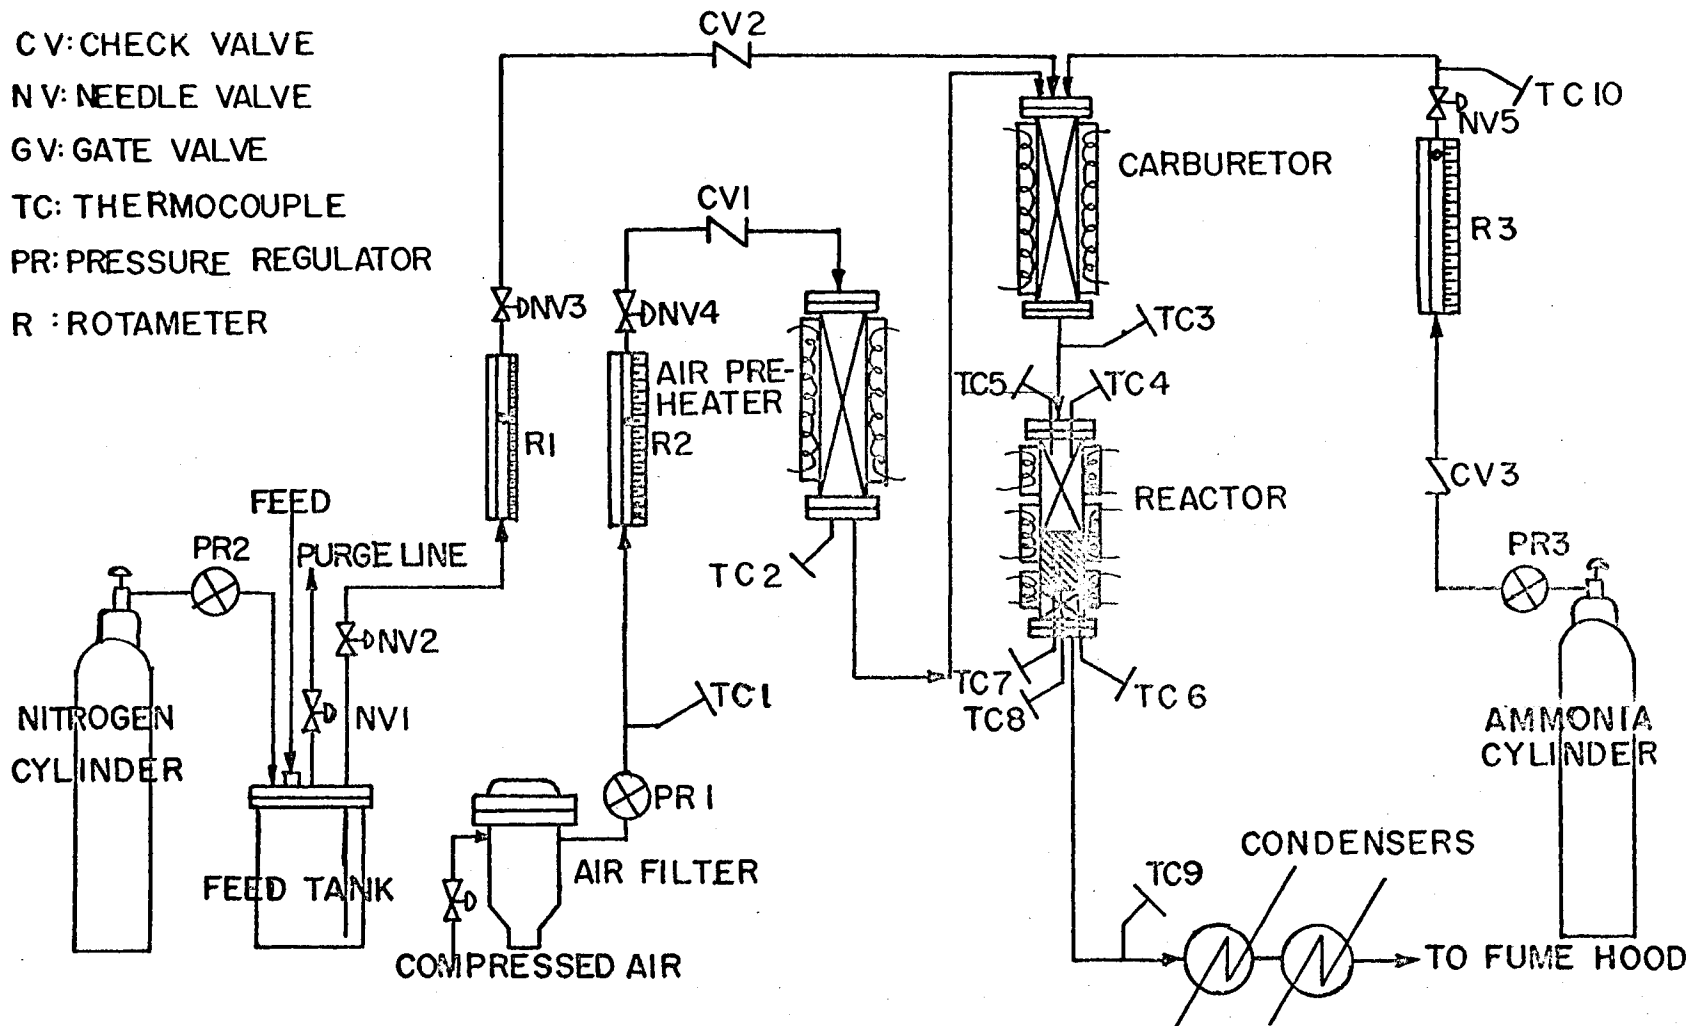 CV: CHECK VALVE
NV: NEEDLE VALVE
GV: GATE VALVE
TC: THERMOCOUPLE
PR: PRESSURE REGULATOR
R : ROTAMETER
CV2
TC10
NV5
CARBURETOR
CV1
R3
NV3
NV4
TC3
AIR PRE-
HEATER
TC5
TC4
R1
R2
CV3
FEED
REACTOR
PR2
PURGE LINE
PR3
TC2
NV2
TC7
TC6
TC1
TC8
NITROGEN
CYLINDER
NV1
AMMONIA
CYLINDER
PR1
CONDENSERS
AIR FILTER
TC9
FEED TANK
COMPRESSED AIR
TO FUME HOOD